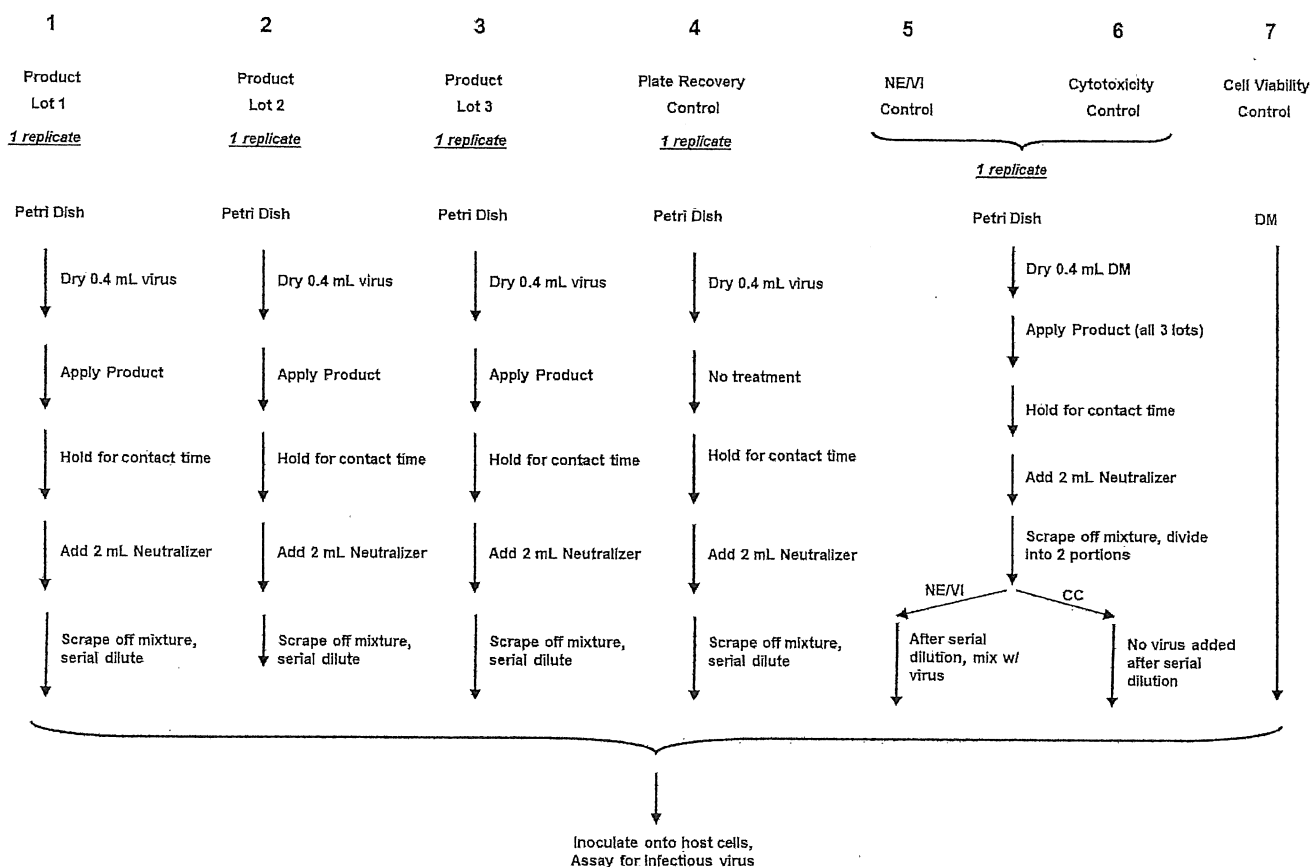 1
2
3
4
5
6
7
Product
Lot 1
1 replicate
Product
Lot 2
1 replicate
Product
Lot 3
1 replicate
Plate Recovery
Control
1 replicate
NE/VI
Control
Cytotoxicity
Control
1 replicate
Cell Viability
Control
Petri Dish
Petri Dish
Petri Dish
Petri Dish
Petri Dish
DM
Dry 0.4 mL virus
Dry 0.4 mL virus
Dry 0.4 mL virus
Dry 0.4 mL virus
Dry 0.4 mL DM
Apply Product
Apply Product
Apply Product
No treatment
Apply Product (all 3 lots)
Hold for contact time
Hold for contact time
Hold for contact time
Hold for contact time
Hold for contact time
Add 2 mL Neutralizer
Add 2 mL Neutralizer
Add 2 mL Neutralizer
Add 2 mL Neutralizer
Add 2 mL Neutralizer
Scrape off mixture, divide
into 2 portions
NE/VI
CC
Scrape off mixture,
serial dilute
Scrape off mixture,
serial dilute
Scrape off mixture,
serial dilute
Scrape off mixture,
serial dilute
After serial
dilution, mix w/
virus
No virus added
after serial
dilution
Inoculate onto host cells,
Assay for infectious virus